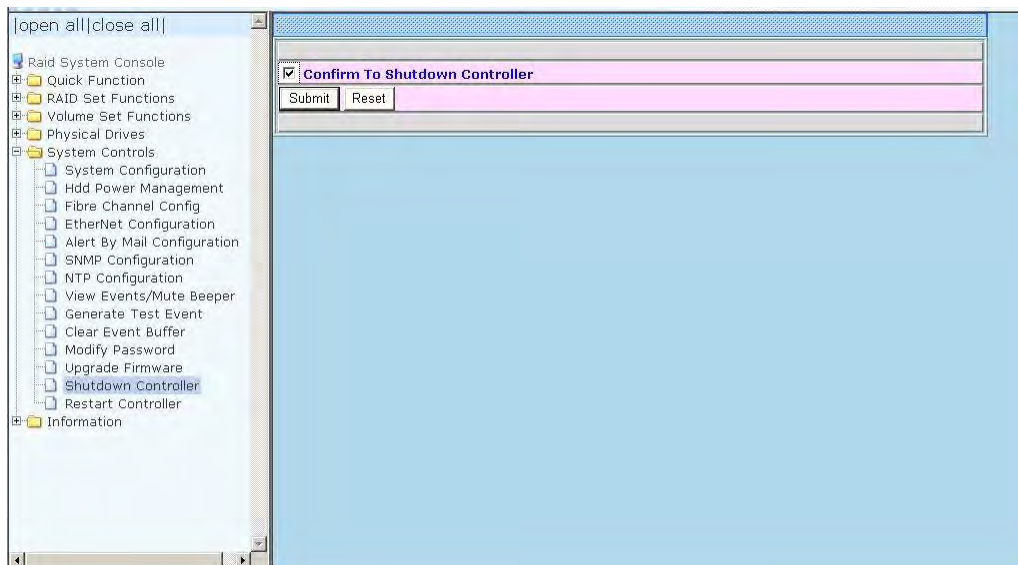 |open all|close all|
Raid System Console
Quick Function
RAID Set Functions
Volume Set Functions
Physical Drives
System Controls
System Configuration
Hdd Power Management
Fibre Channel Config
EtherNet Configuration
Alert By Mail Configuration
SNMP Configuration
NTP Configuration
View Events/Mute Beeper
Generate Test Event
Clear Event Buffer
Modify Password
Upgrade Firmware
Shutdown Controller
Restart Controller
Information
Confirm To Shutdown Controller
Submit Reset